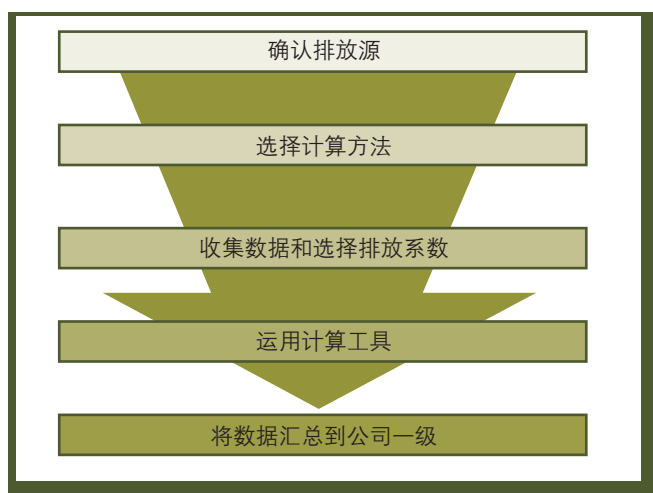 确认排放源
选择计算方法
收集数据和选择排放系数
运用计算工具
将数据汇总到公司一级